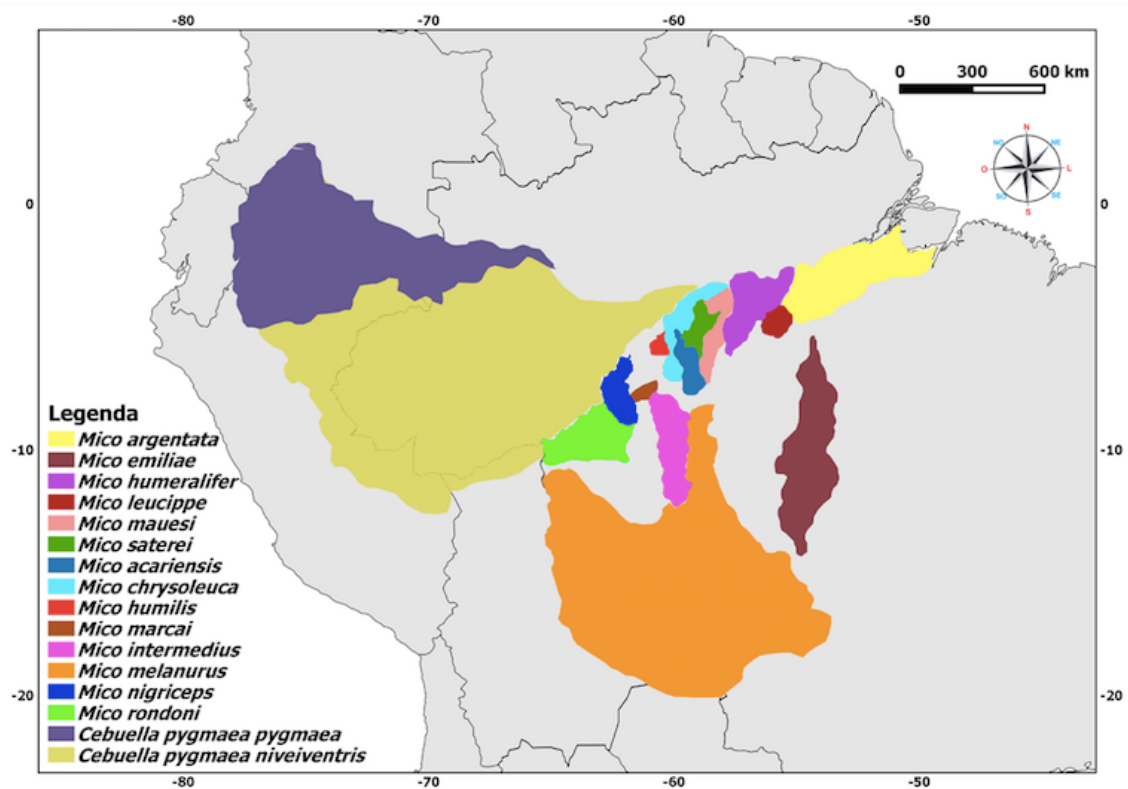 -80 -70 -60 -50
0 300 600 km
N
NO NE
O L
SO SE
S
0 0
-10 -10
-20 -20
Legenda
Mico argentata
Mico emiliae
Mico humeralifer
Mico leucippe
Mico mauesi
Mico saterei
Mico acariensis
Mico chrysoleuca
Mico humilis
Mico marcai
Mico intermedius
Mico melanurus
Mico nigriceps
Mico rondoni
Cebuella pygmaea pygmaea
Cebuella pygmaea niveiventris
-80 -70 -60 -50